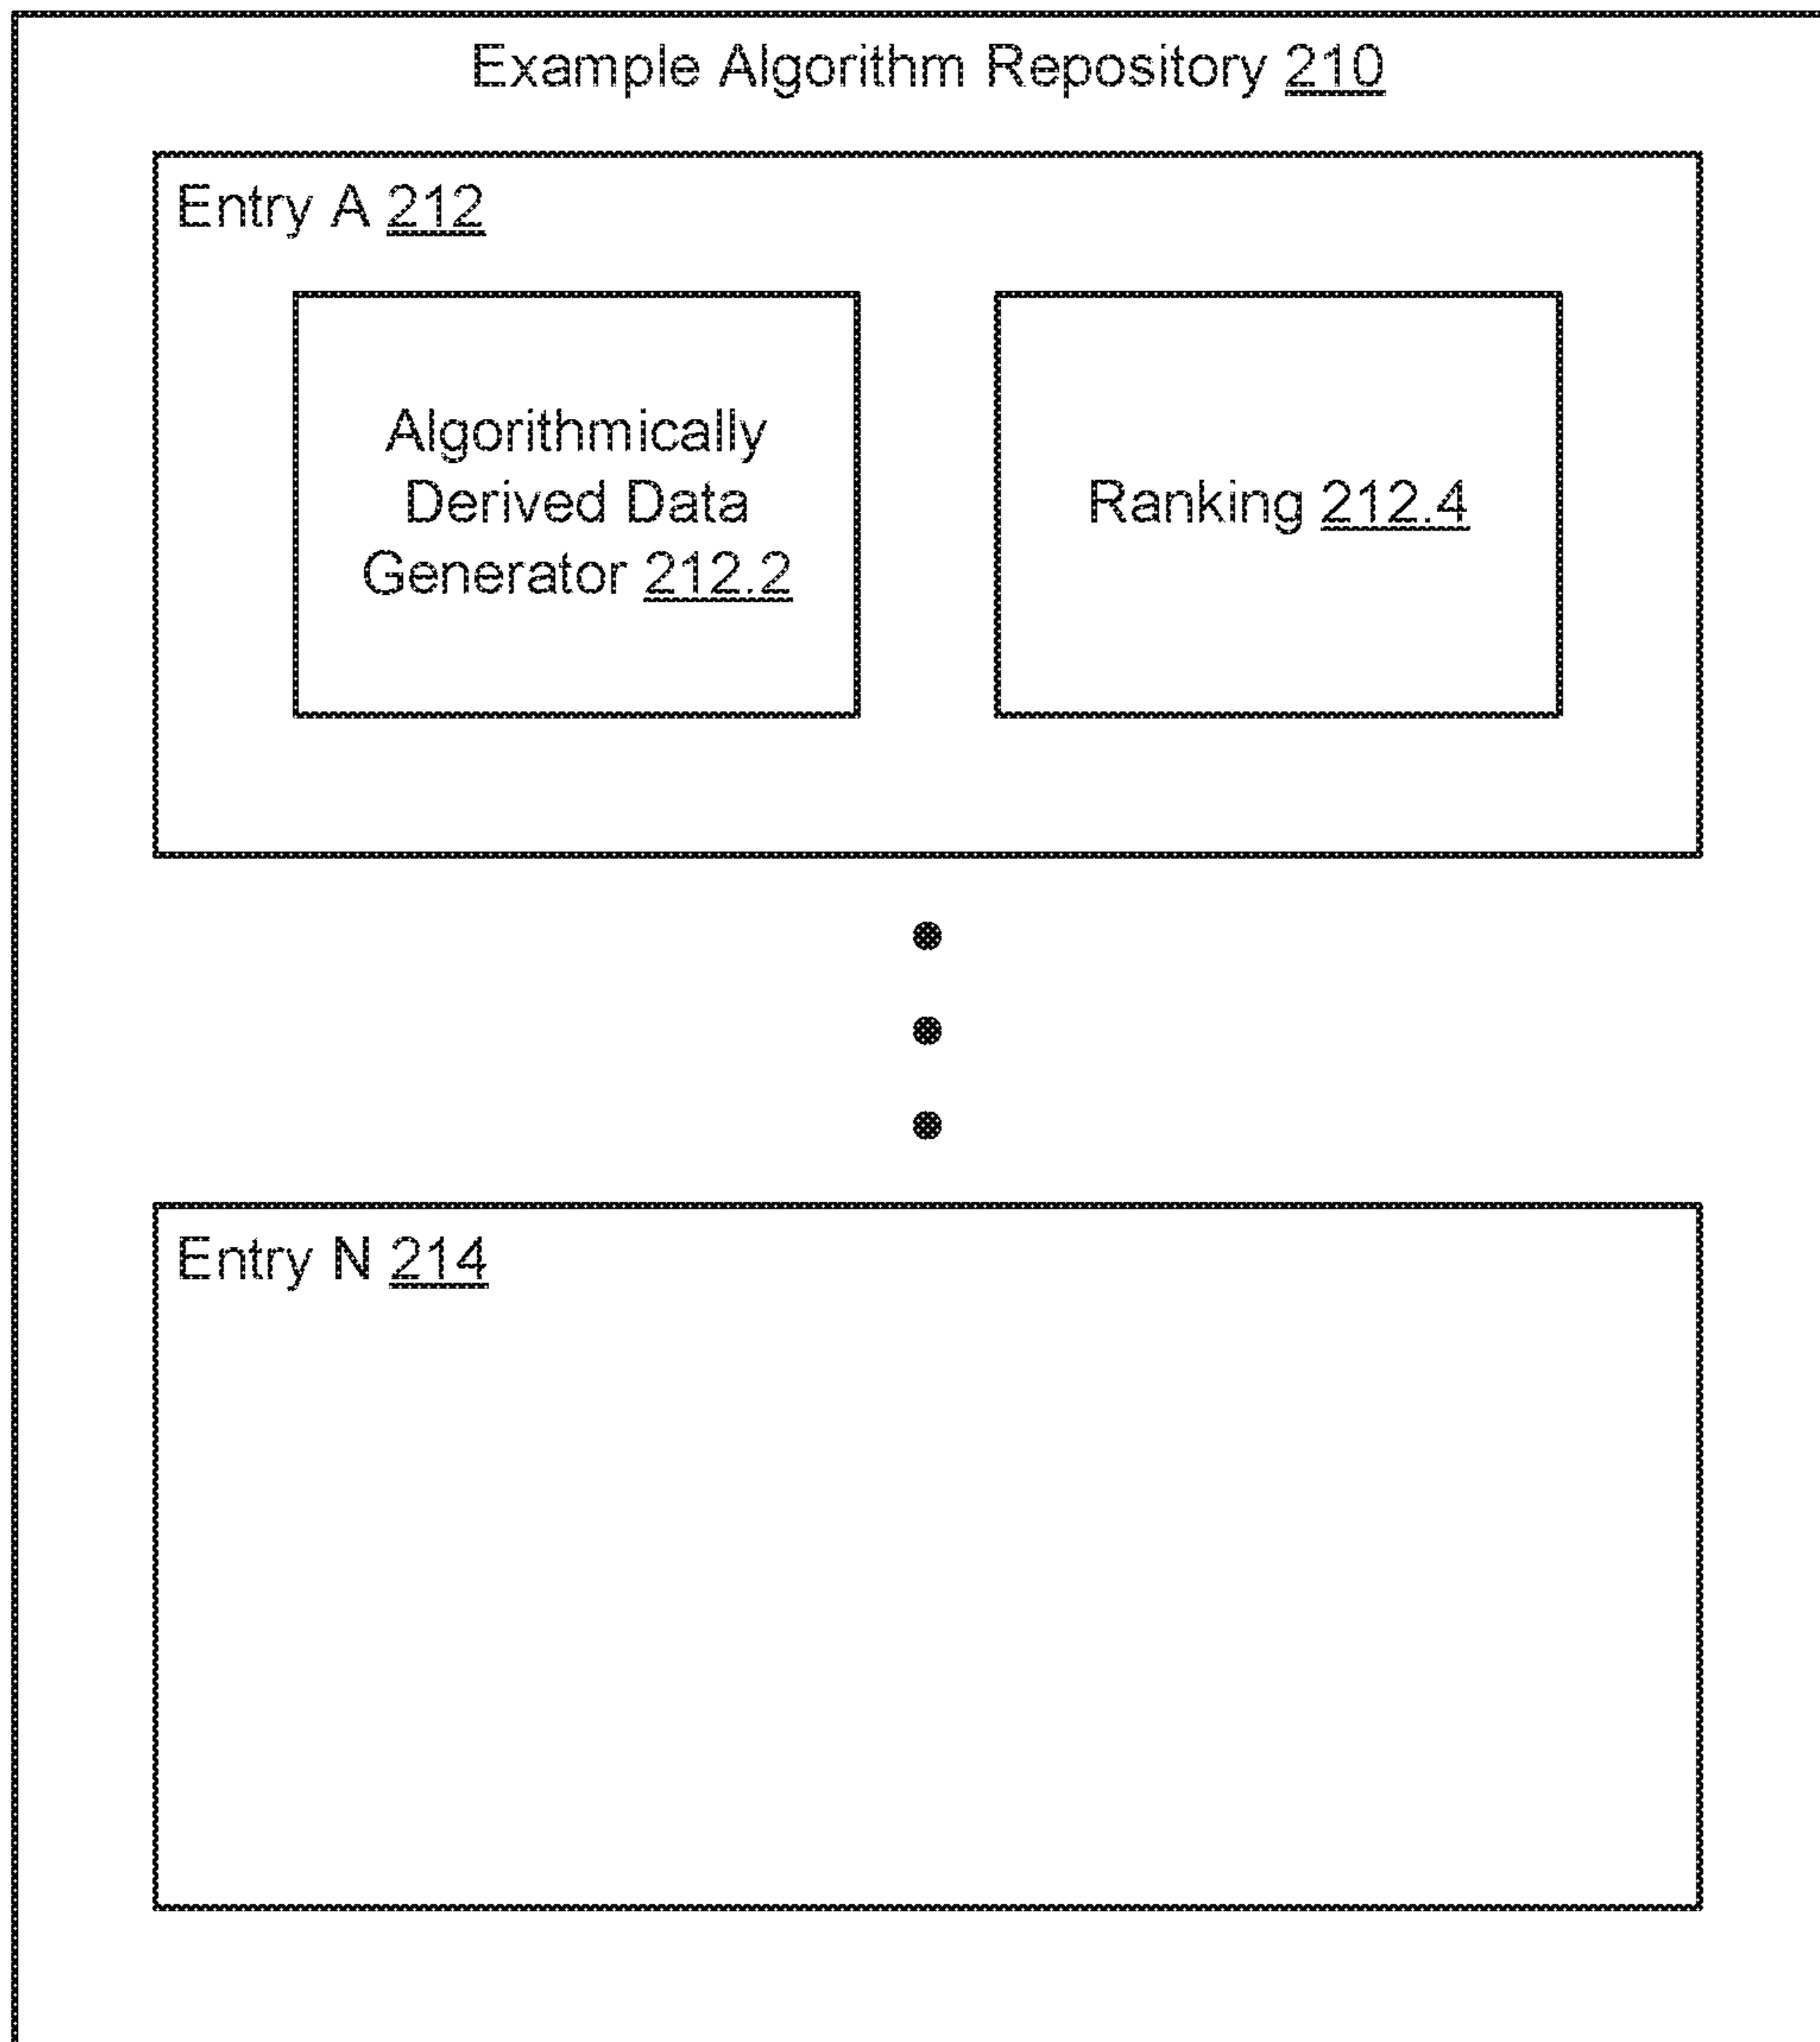 Example Algorithm Repository 210
Entry A 212
Algorithmically
Derived Data
Generator 212.2
Ranking 212.4
Entry N 214